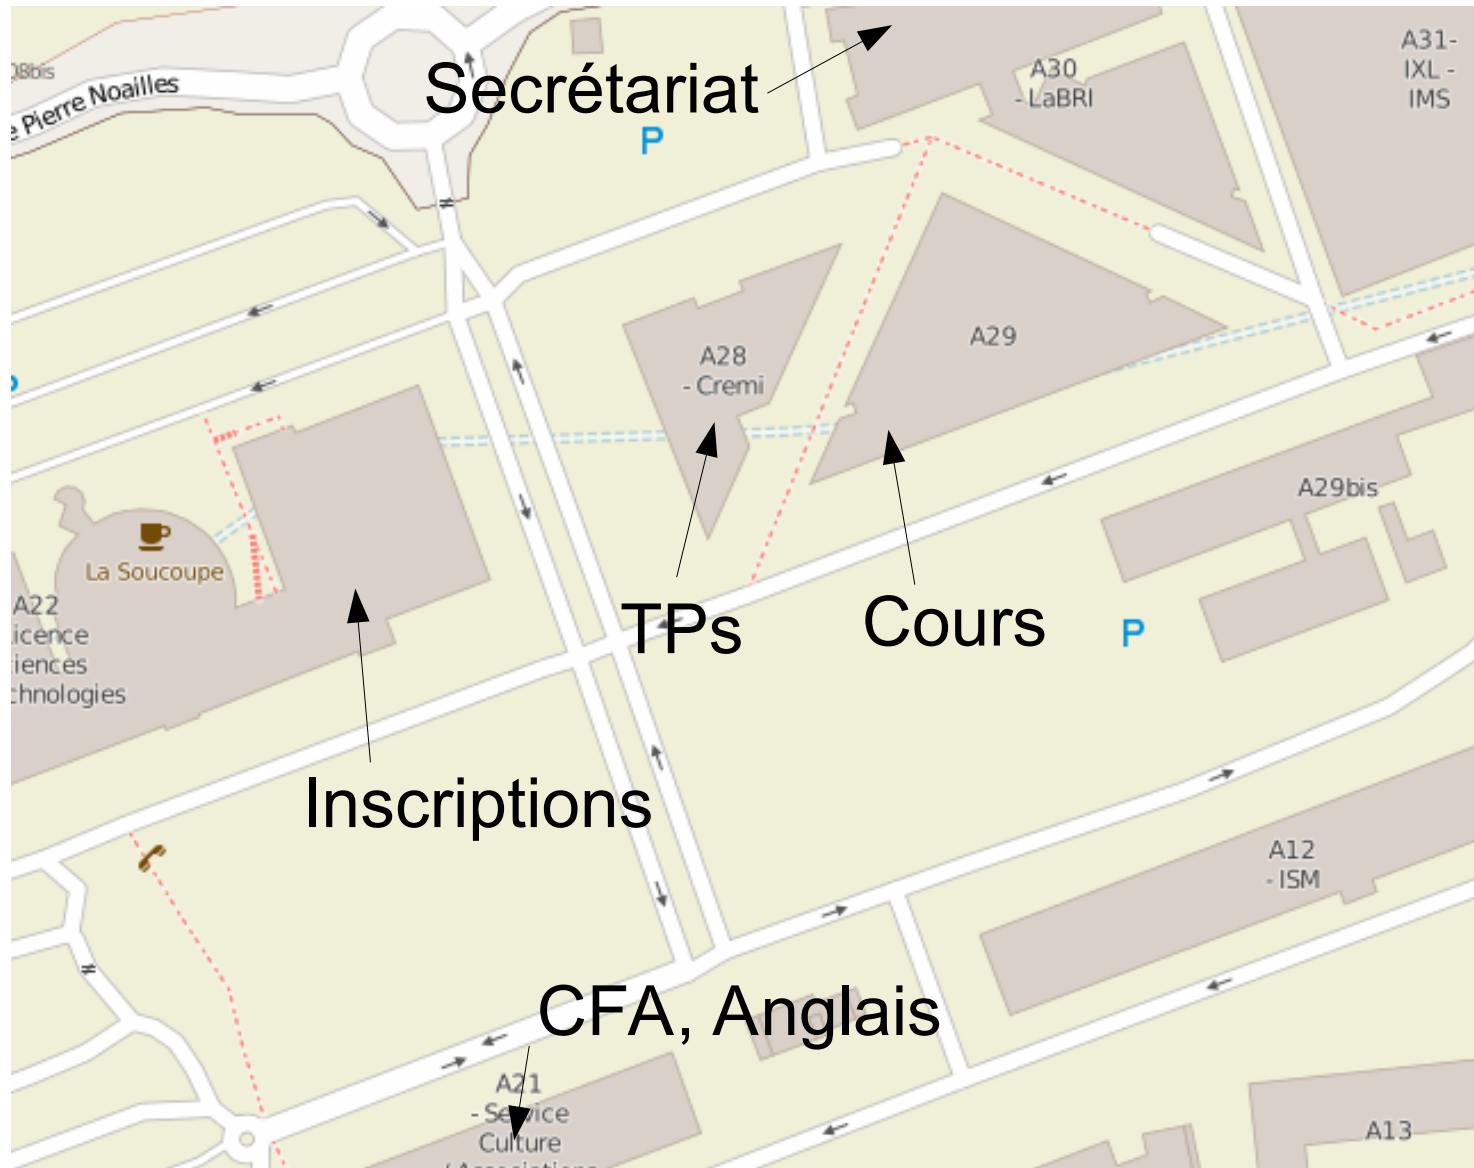 08bis
e Pierre Noailles
Secrétariat
P
A30
- LaBRI
A31-
IXL -
IMS
A28
- Cremi
A29
A29bis
La Soucoupe
A22
icence
iences
chnologies
TPs
Cours
P
Inscriptions
A12
- ISM
CFA, Anglais
A21
- Service
Culture
A13